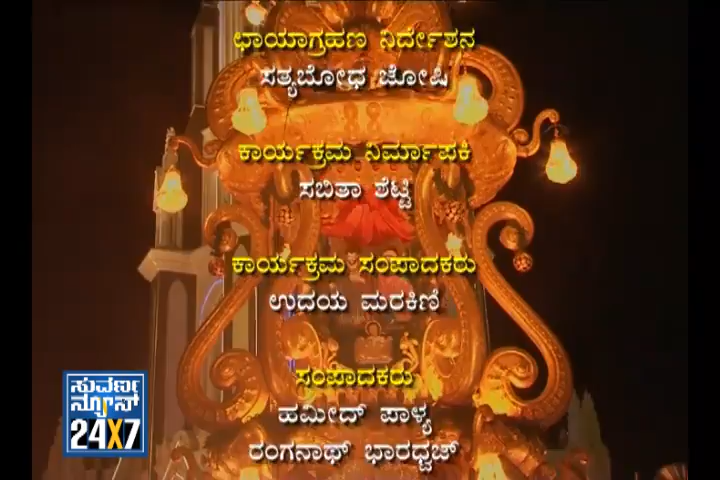 ಛಾಯಾಗ್ರಹಣ ನಿರ್ದೇಶನ
ಸತ್ಯಬೋಧ ಜೋಷಿ
ಕಾರ್ಯಕ್ರಮ ನಿರ್ಮಾಪಕಿ
ಸಬಿತಾ ಶೆಟ್ಟಿ
ಕಾರ್ಯಕ್ರಮ ಸಂಪಾದಕರು
ಉದಯ ಮರಕಿಣಿ
ಸಂಪಾದಕರು
ಹಮೀದ್ ಪಾಳ್ಯ
ರಂಗನಾಥ್ ಭಾರಧ್ವಜ್
ಸುವರ್ಣ
ನ್ಯೂಸ್
24X7